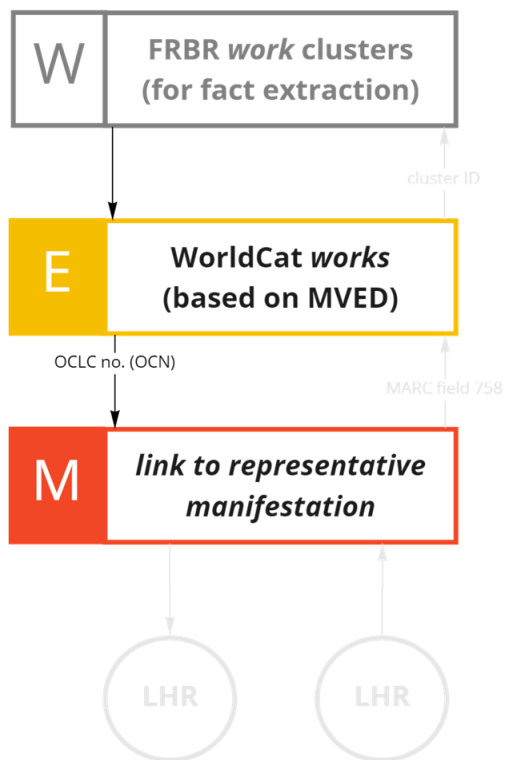 W
FRBR work clusters
(for fact extraction)
cluster ID
E
WorldCat works
(based on MVED)
OCLC no. (OCN)
MARC field 758
M
link to representative
manifestation
LHR
LHR